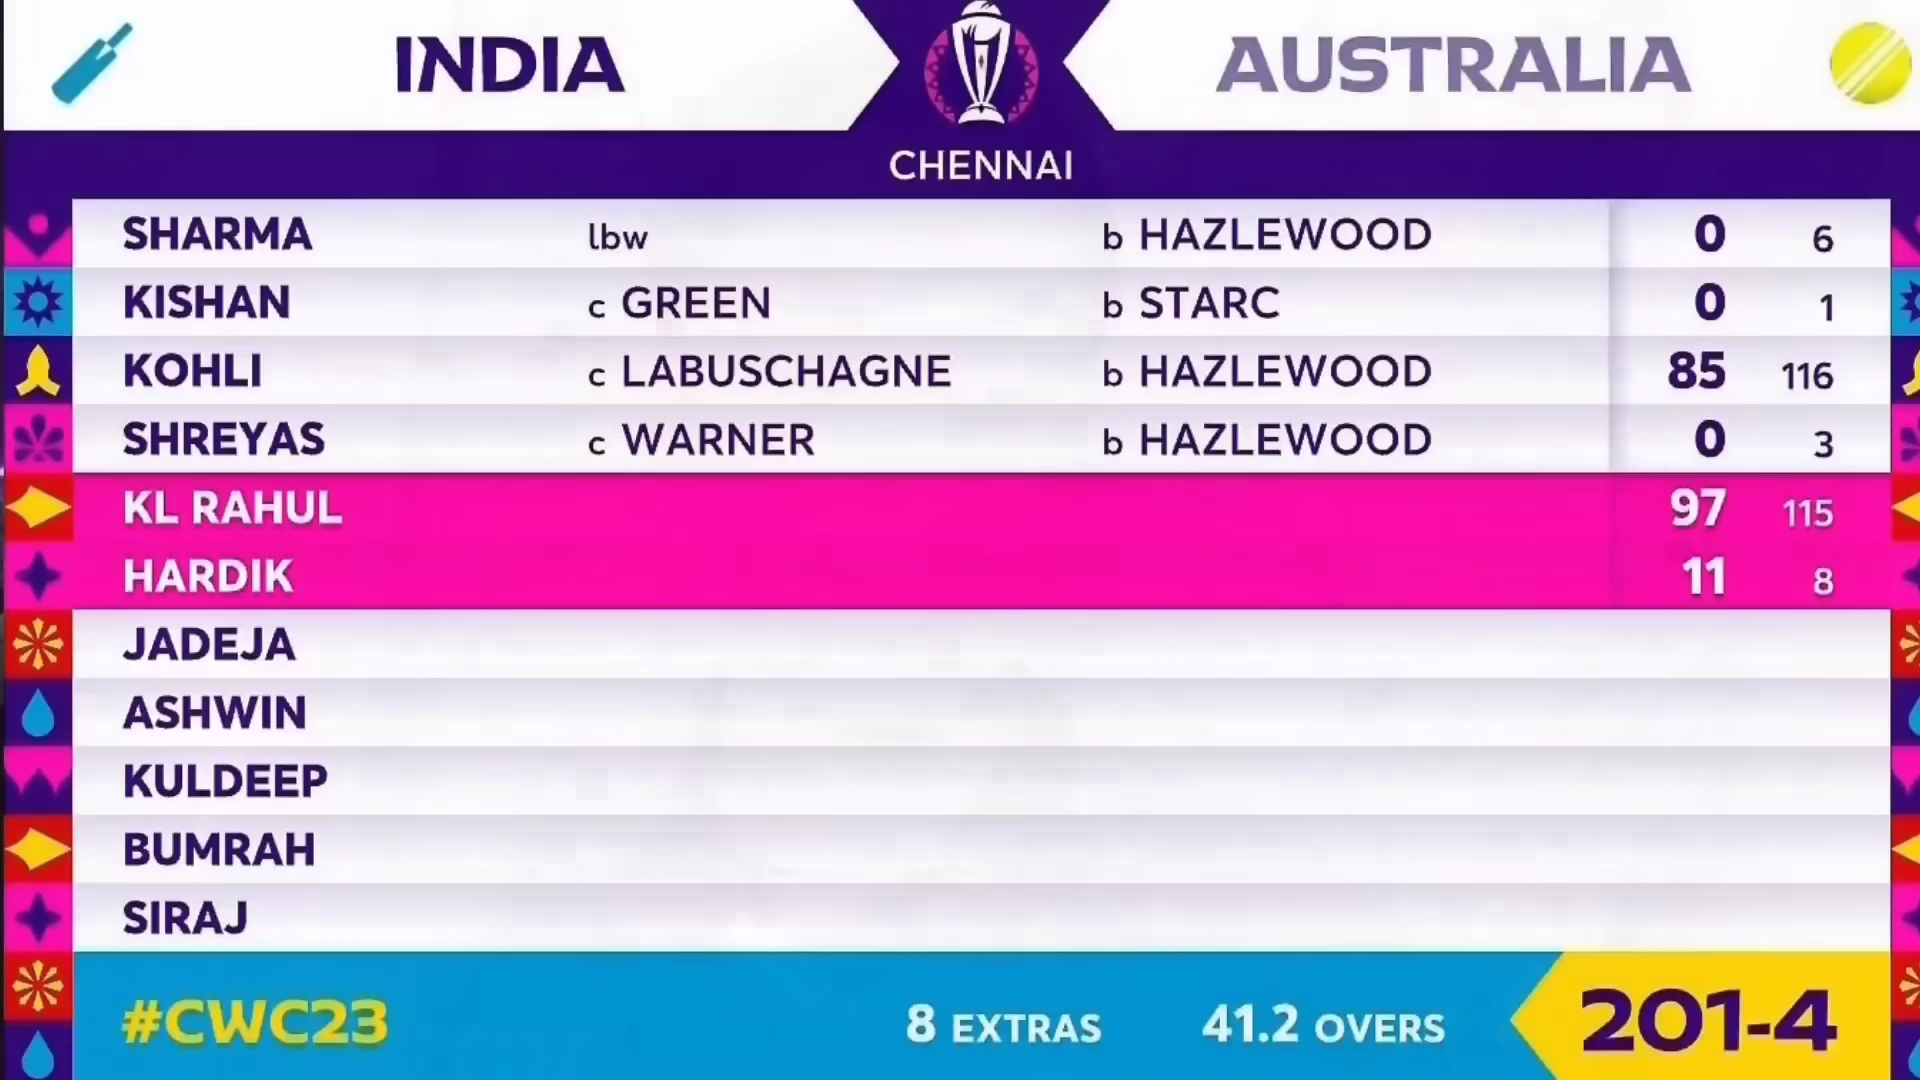 INDIA AUSTRALIA
CHENNAI
SHARMA lbw b HAZLEWOOD 0 6
KISHAN c GREEN b STARC 0 1
KOHLI c LABUSCHAGNE b HAZLEWOOD 85 116
SHREYAS c WARNER b HAZLEWOOD 0 3
KL RAHUL 97 115
HARDIK 11 8
JADEJA
ASHWIN
KULDEEP
BUMRAH
SIRAJ
#CWC23 8 EXTRAS 41.2 OVERS 201-4